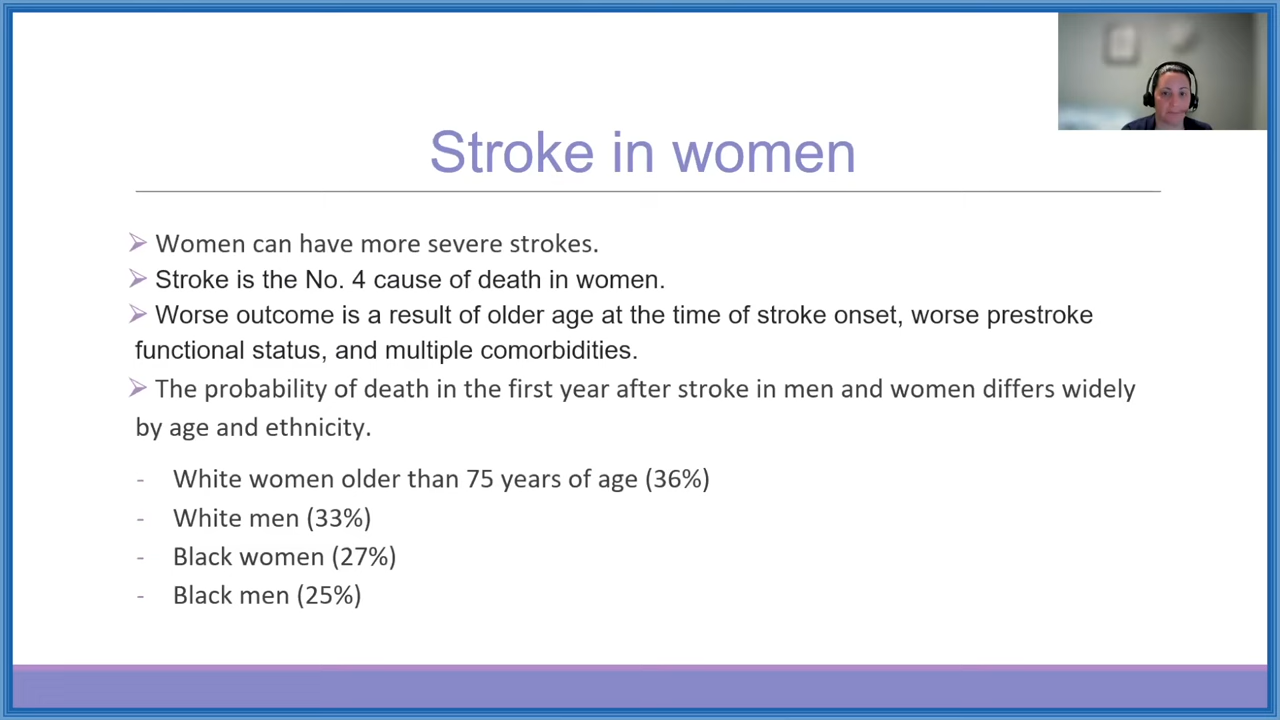 Stroke in women
Women can have more severe strokes.
Stroke is the No. 4 cause of death in women.
Worse outcome is a result of older age at the time of stroke onset, worse prestroke
functional status, and multiple comorbidities.
The probability of death in the first year after stroke in men and women differs widely
by age and ethnicity.
- White women older than 75 years of age (36%)
- White men (33%)
- Black women (27%)
- Black men (25%)